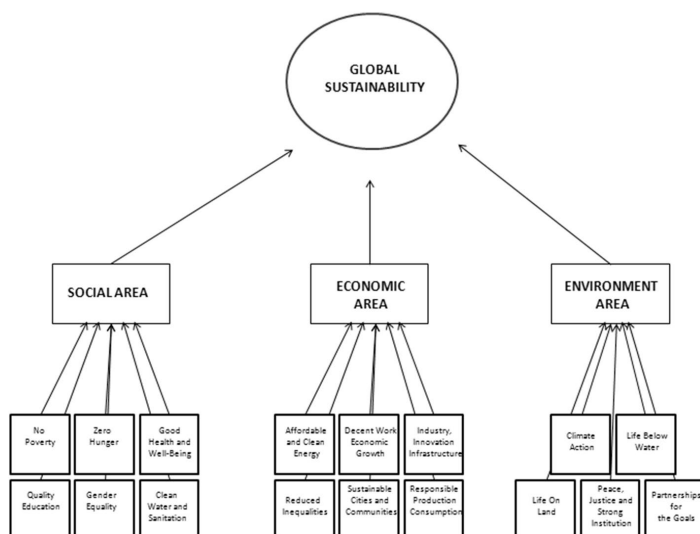 GLOBAL
SUSTAINABILITY
SOCIAL AREA
ECONOMIC
AREA
ENVIRONMENT
AREA
No
Poverty
Zero
Hunger
Good
Health and
Well-Being
Affordable
and Clean
Energy
Decent Work
Economic
Growth
Industry,
Innovation
Infrastructure
Climate
Action
Life Below
Water
Quality
Education
Gender
Equality
Clean
Water and
Sanitation
Reduced
Inequalities
Sustainable
Cities and
Communities
Responsible
Production
Consumption
Life On
Land
Peace,
Justice and
Strong
Institution
Partnerships
for
the Goals